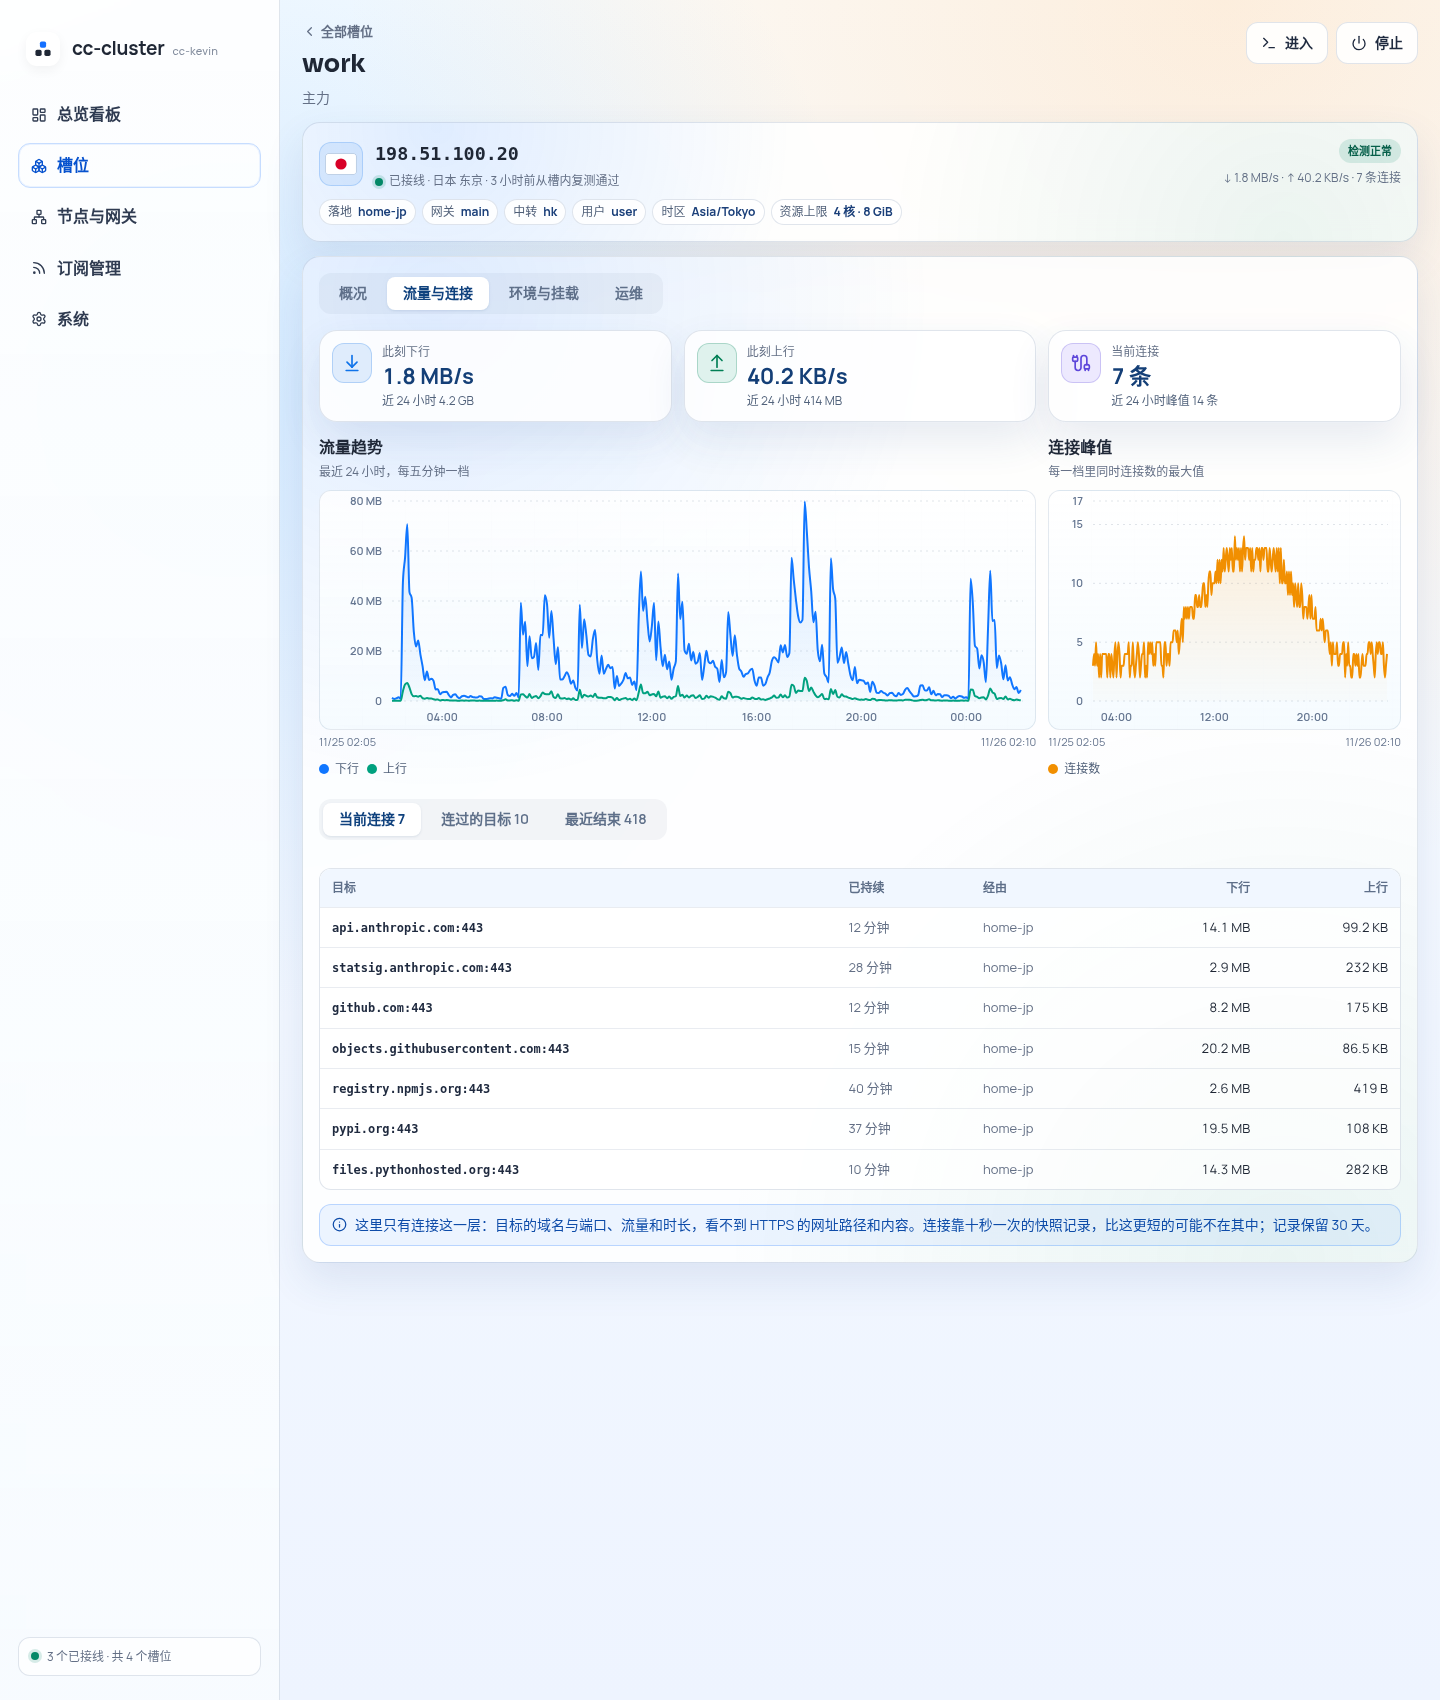 cc-cluster cc-kevin
总览看板
槽位
节点与网关
订阅管理
系统
3 个已接线 · 共 4 个槽位
全部槽位
work
主力
进入
停止
198.51.100.20
已接线 · 日本 东京 · 3 小时前从槽内复测通过
检测正常
↓ 1.8 MB/s · ↑ 40.2 KB/s · 7 条连接
落地 home-jp
网关 main
中转 hk
用户 user
时区 Asia/Tokyo
资源上限 4 核 · 8 GiB
概况
流量与连接
环境与挂载
运维
此刻下行
1.8 MB/s
近 24 小时 4.2 GB
此刻上行
40.2 KB/s
近 24 小时 414 MB
当前连接
7 条
近 24 小时峰值 14 条
流量趋势
最近 24 小时，每五分钟一档
80 MB
60 MB
40 MB
20 MB
0
04:00 08:00 12:00 16:00 20:00 00:00
11/25 02:05 11/26 02:10
下行 上行
连接峰值
每一档里同时连接数的最大值
17
15
10
5
0
04:00 12:00 20:00
11/25 02:05 11/26 02:10
连接数
当前连接 7
连过的目标 10
最近结束 418
目标 已持续 经由 下行 上行
api.anthropic.com:443 12 分钟 home-jp 14.1 MB 99.2 KB
statsig.anthropic.com:443 28 分钟 home-jp 2.9 MB 232 KB
github.com:443 12 分钟 home-jp 8.2 MB 175 KB
objects.githubusercontent.com:443 15 分钟 home-jp 20.2 MB 86.5 KB
registry.npmjs.org:443 40 分钟 home-jp 2.6 MB 419 B
pypi.org:443 37 分钟 home-jp 19.5 MB 108 KB
files.pythonhosted.org:443 10 分钟 home-jp 14.3 MB 282 KB
这里只有连接这一层：目标的域名与端口、流量和时长，看不到 HTTPS 的网址路径和内容。连接靠十秒一次的快照记录，比这更短的可能不在其中；记录保留 30 天。